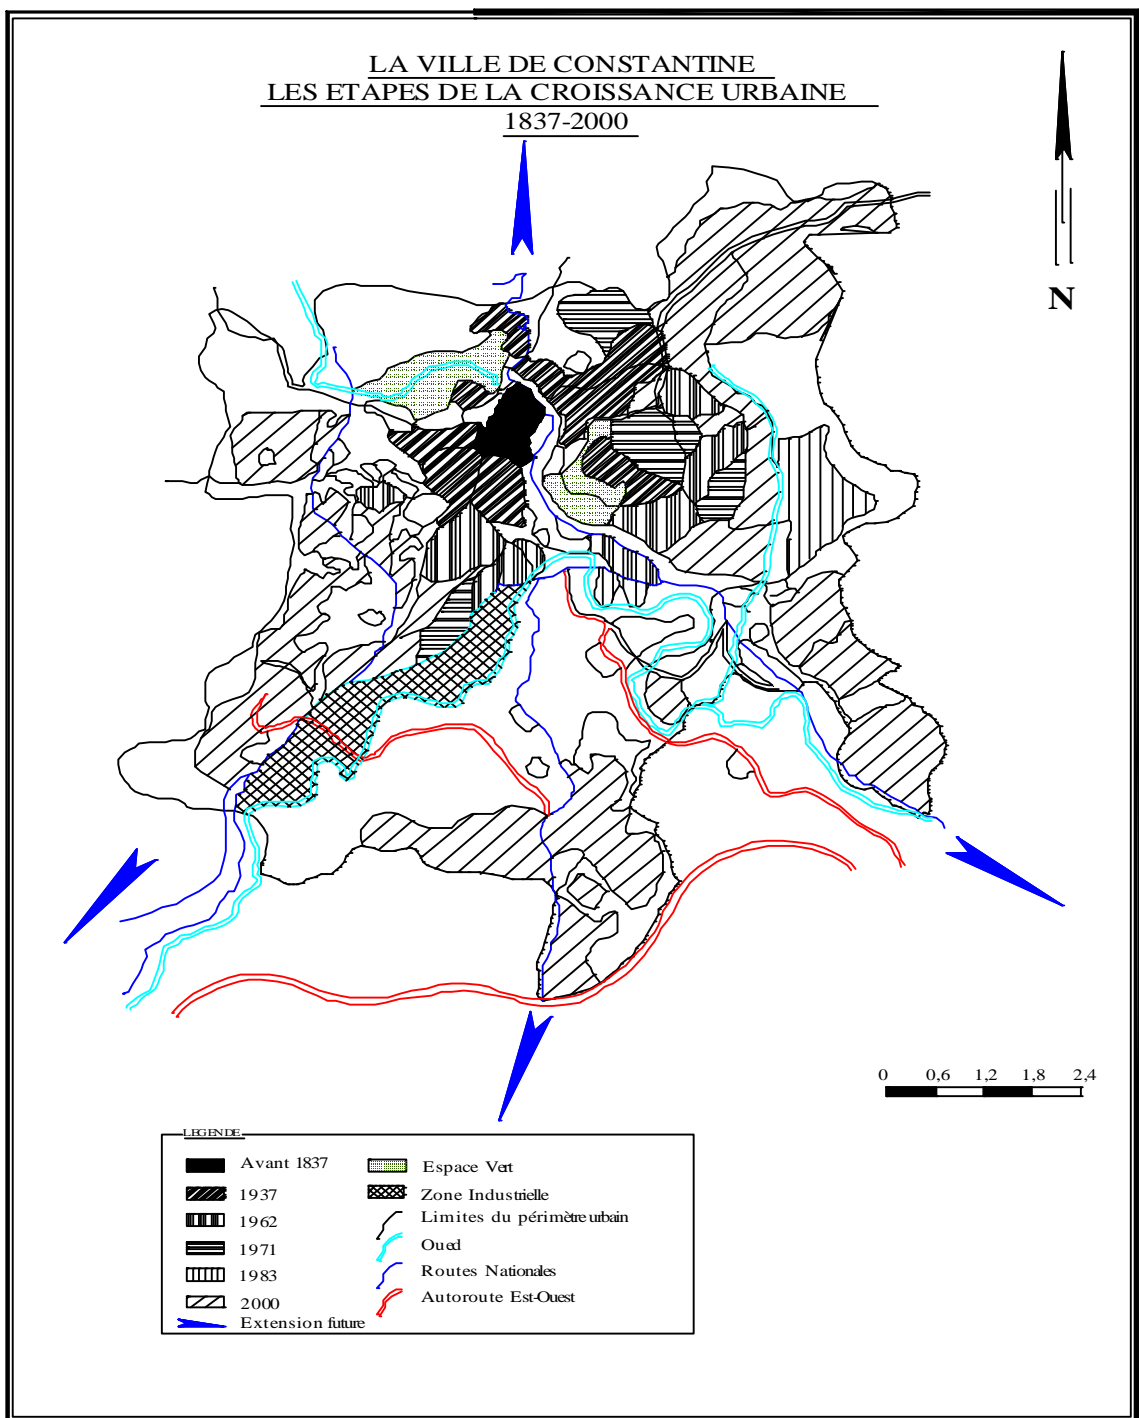 LA VILLE DE CONSTANTINE
LES ETAPES DE LA CROISSANCE URBAINE
1837-2000
N
0 0,6 1,2 1,8 2,4
LEGENDE
Avant 1837
1937
1962
1971
1983
2000
Extension future
Espace Vert
Zone Industrielle
Limites du périmètre urbain
Oued
Routes Nationales
Autoroute Est-Ouest